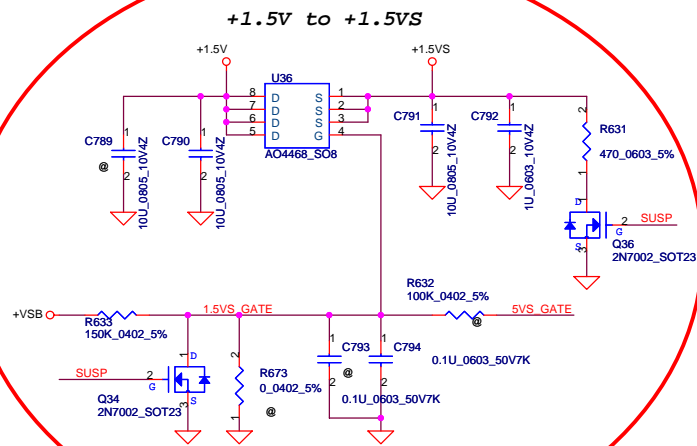 +1.5V to +1.5VS
+1.5V
+1.5VS
U36
8 D S 1
7 D S 2
6 D S 3
5 D G 4
AO4468_SO8
C789
1
2
@
10U_0805_10V4Z
C790
1
2
10U_0805_10V4Z
C791
1
2
10U_0805_10V4Z
C792
1
2
1U_0603_10V4Z
2
R631
470_0603_5%
1
D
1
2
G
SUSP
S
3
Q36
2N7002_SOT23
+VSB
R633
150K_0402_5%
1.5VS_GATE
R632
100K_0402_5%
@
5VS_GATE
SUSP
2
G
1
D
3
S
Q34
2N7002_SOT23
2
R673
0_0402_5%
1
@
1
C793
@
2
0.1U_0603_50V7K
1
C794
2
0.1U_0603_50V7K